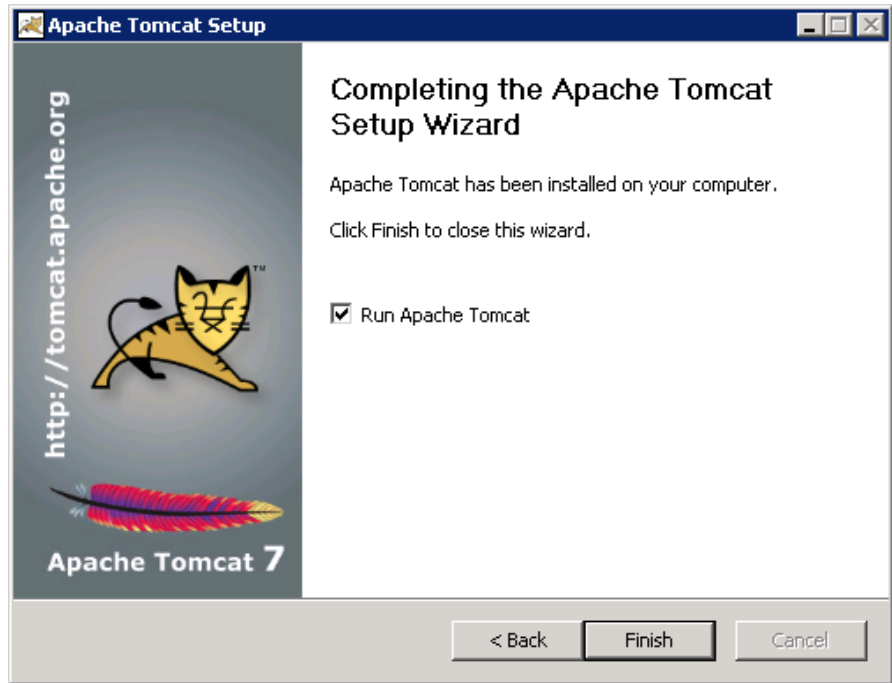 Apache Tomcat Setup
http://tomcat.apache.org
TM
Apache Tomcat 7
Completing the Apache Tomcat
Setup Wizard
Apache Tomcat has been installed on your computer.
Click Finish to close this wizard.
Run Apache Tomcat
< Back
Finish
Cancel